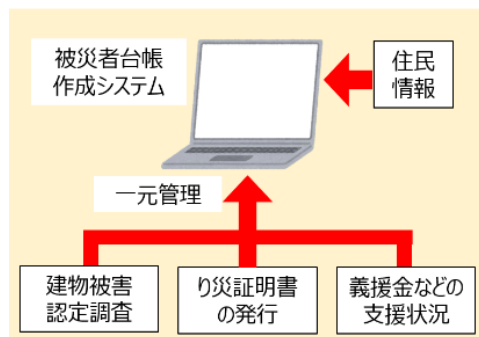 被災者台帳
作成システム
住民
情報
一元管理
建物被害
認定調査
り災証明書
の発行
義援金などの
支援状況